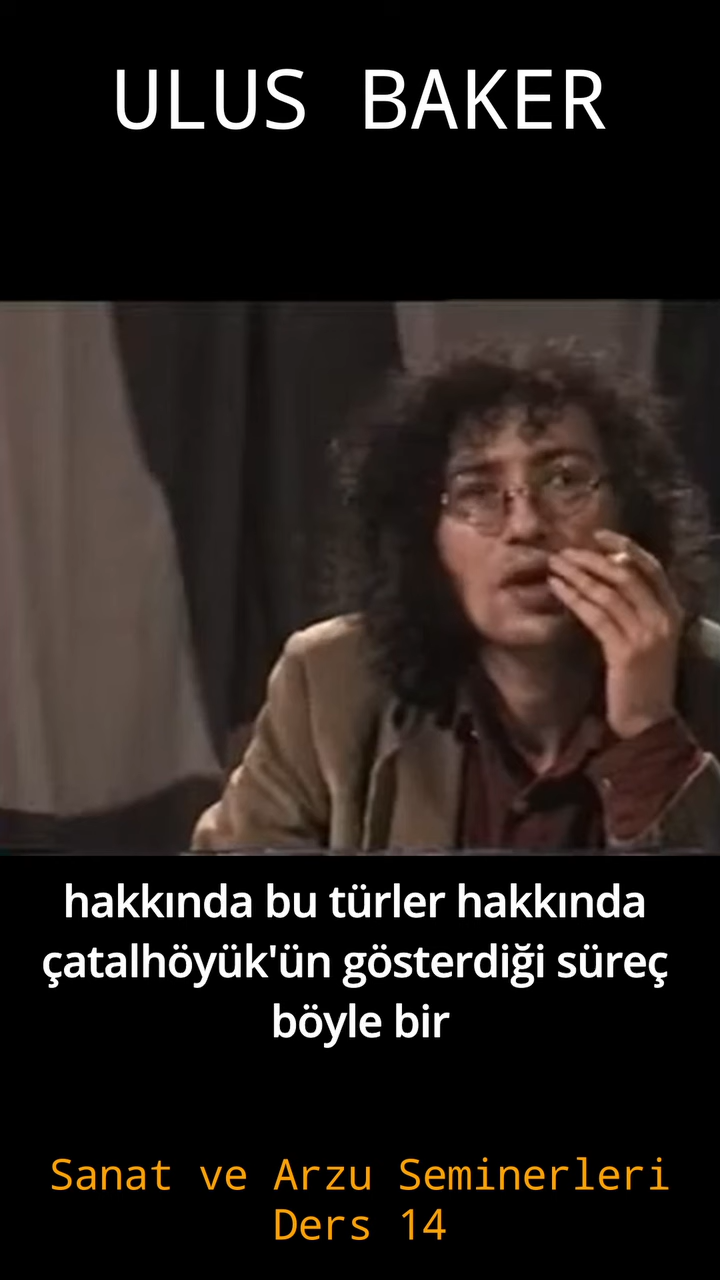 ULUS BAKER
hakkında bu türler hakkında
çatalhöyük'ün gösterdiği süreç
böyle bir
Sanat ve Arzu Seminerleri
Ders 14